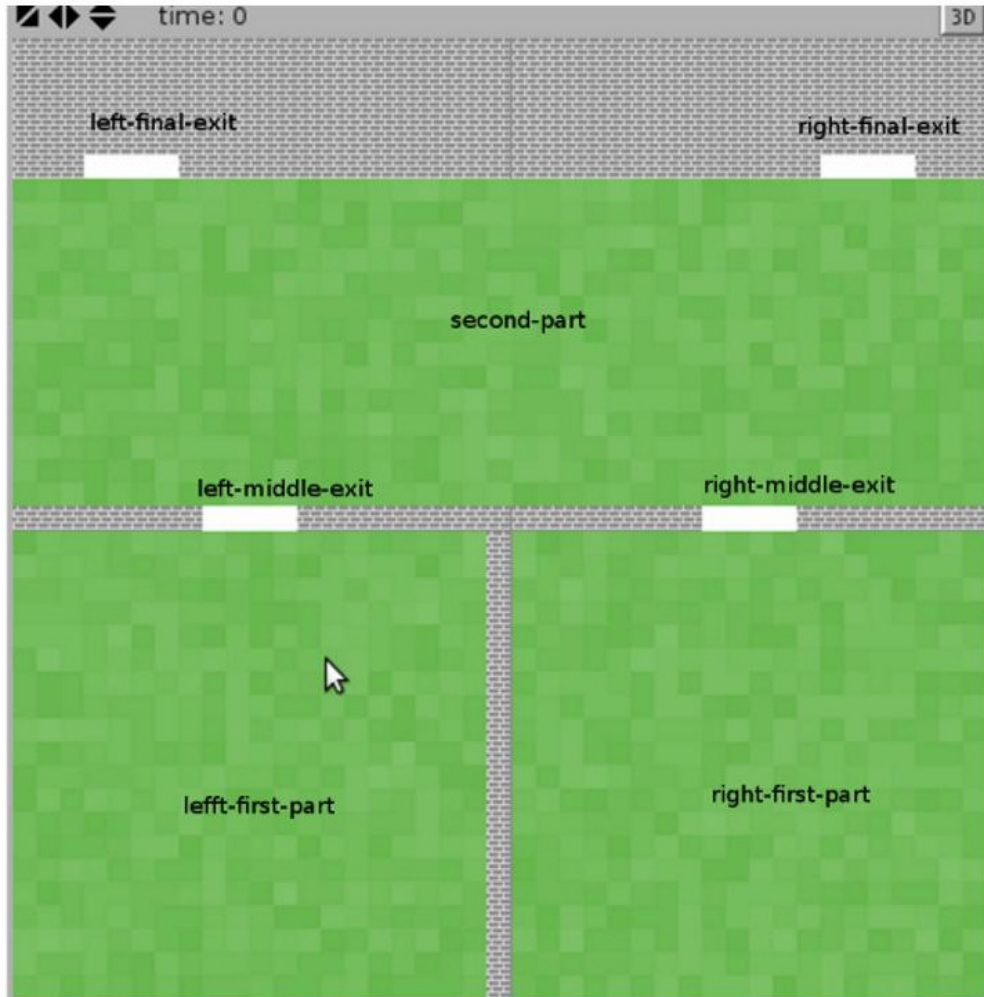 time: 0
3D
left-final-exit
right-final-exit
second-part
left-middle-exit
right-middle-exit
lefft-first-part
right-first-part